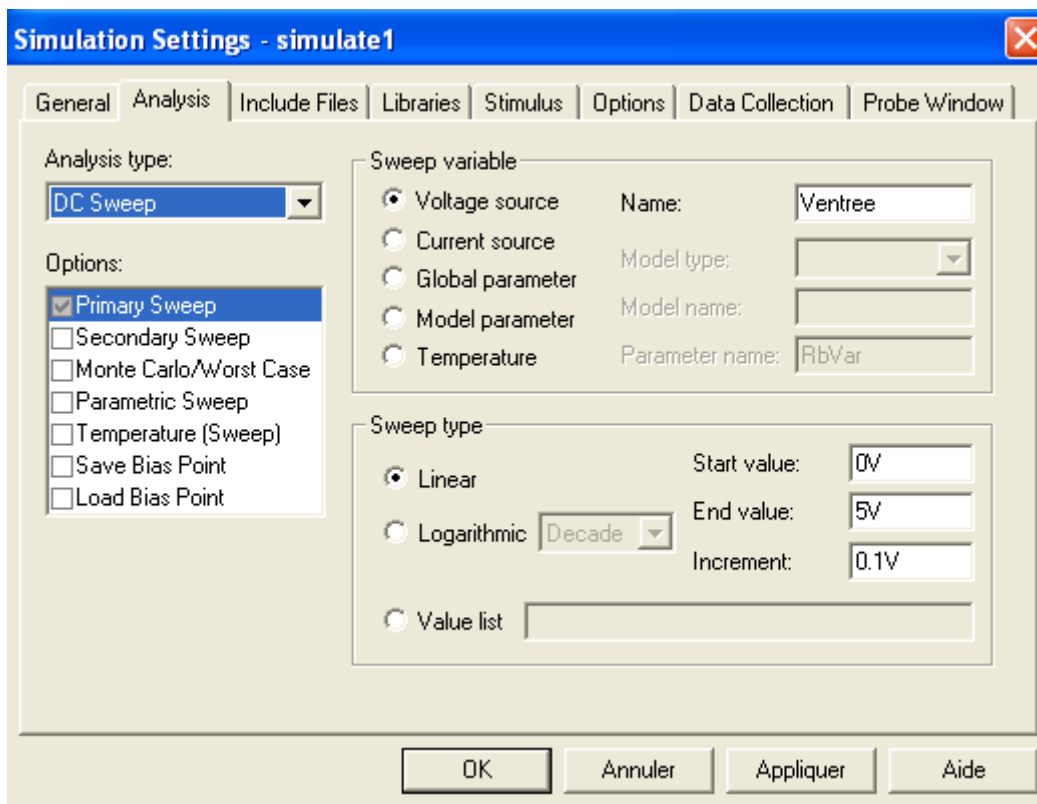 Simulation Settings - simulate1
General Analysis Include Files Libraries Stimulus Options Data Collection Probe Window
Analysis type:
DC Sweep
Options:
Primary Sweep
Secondary Sweep
Monte Carlo/Worst Case
Parametric Sweep
Temperature (Sweep)
Save Bias Point
Load Bias Point
Sweep variable
Voltage source
Current source
Global parameter
Model parameter
Temperature
Name: Ventree
Model type:
Model name:
Parameter name: RbVar
Sweep type
Linear
Logarithmic Decade
Value list
Start value: 0V
End value: 5V
Increment: 0.1V
OK Annuler Appliquer Aide